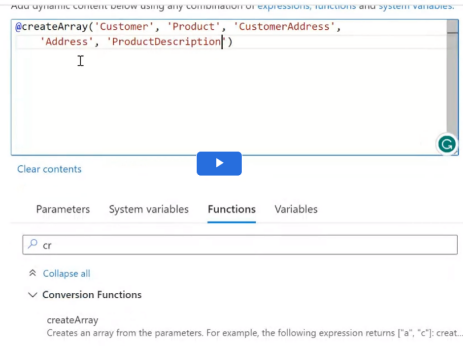 Add dynamic content below using any combination of expressions, functions and system variables.
@createArray('Customer', 'Product', 'CustomerAddress',
'Address', 'ProductDescription')
Clear contents
Parameters System variables Functions Variables
cr
Collapse all
Conversion Functions
createArray
Creates an array from the parameters. For example, the following expression returns ["a", "c"]: creat...